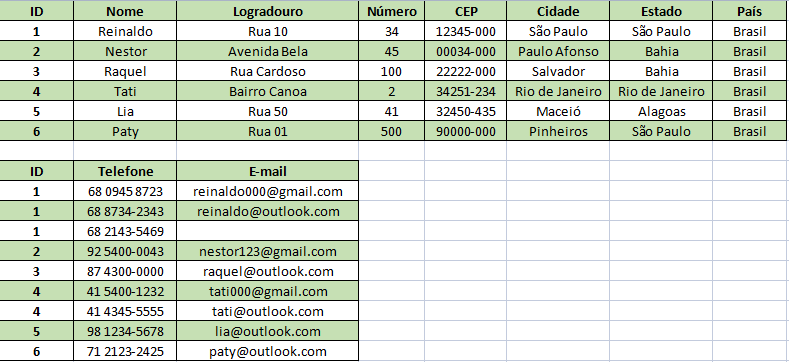 ID Nome Logradouro Número CEP Cidade Estado País
1 Reinaldo Rua 10 34 12345-000 São Paulo São Paulo Brasil
2 Nestor Avenida Bela 45 00034-000 Paulo Afonso Bahia Brasil
3 Raquel Rua Cardoso 100 22222-000 Salvador Bahia Brasil
4 Tati Bairro Canoa 2 34251-234 Rio de Janeiro Rio de Janeiro Brasil
5 Lia Rua 50 41 32450-435 Maceió Alagoas Brasil
6 Paty Rua 01 500 90000-000 Pinheiros São Paulo Brasil
ID Telefone E-mail
1 68 0945 8723 reinaldo000@gmail.com
1 68 8734-2343 reinaldo@outlook.com
1 68 2143-5469
2 92 5400-0043 nestor123@gmail.com
3 87 4300-0000 raquel@outlook.com
4 41 5400-1232 tati000@gmail.com
4 41 4345-5555 tati@outlook.com
5 98 1234-5678 lia@outlook.com
6 71 2123-2425 paty@outlook.com